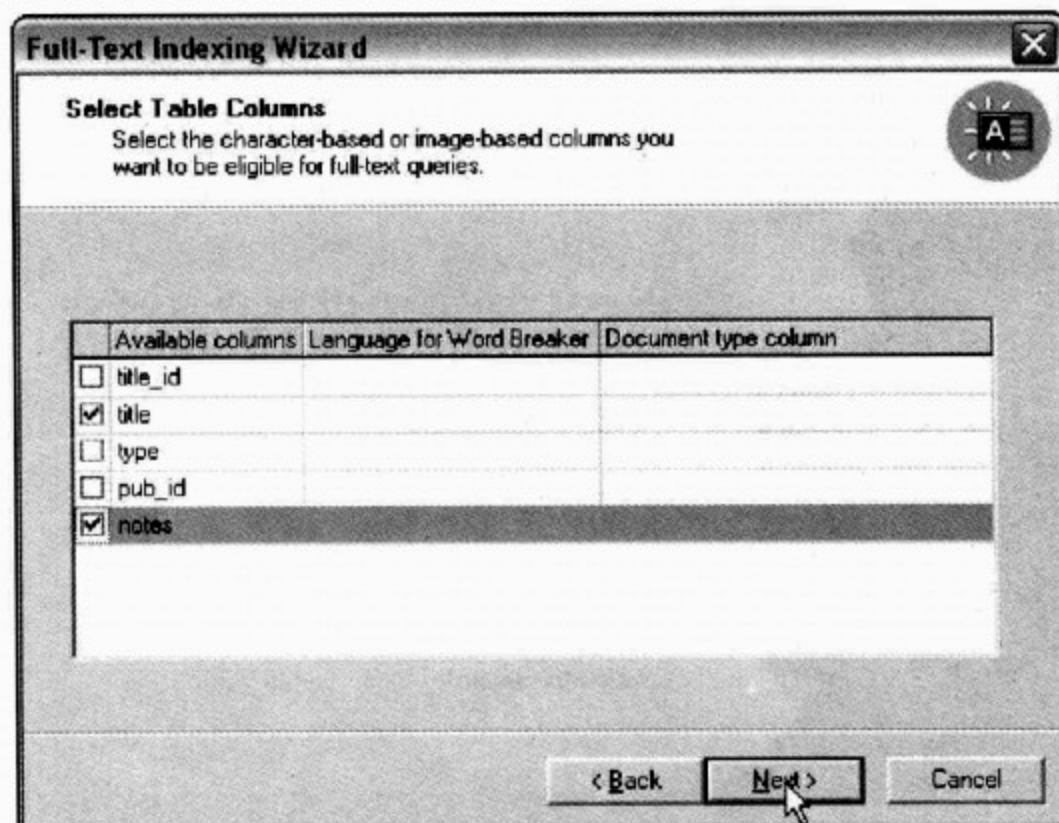 Full-Text Indexing Wizard
Select Table Columns
Select the character-based or image-based columns you
want to be eligible for full-text queries.
A
Available columns Language for Word Breaker Document type column
title_id
title
type
pub_id
notes
< Back Next > Cancel